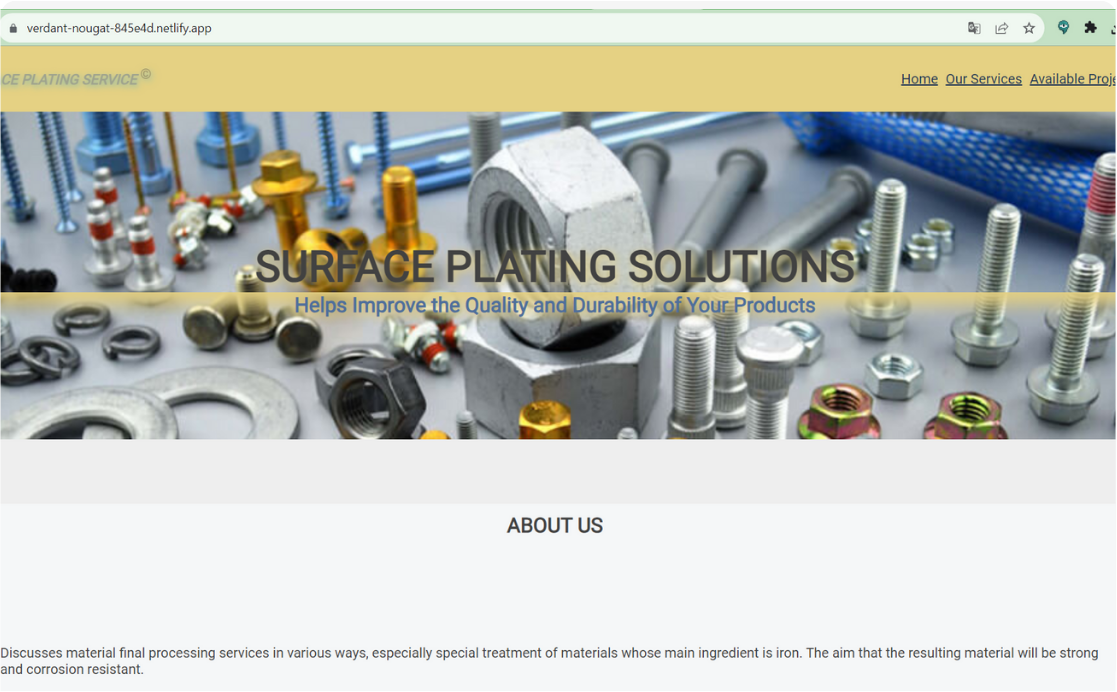 verdant-nougat-845e4d.netlify.app
CE PLATING SERVICE ©
Home Our Services Available Proje
SURFACE PLATING SOLUTIONS
Helps Improve the Quality and Durability of Your Products
ABOUT US
Discusses material final processing services in various ways, especially special treatment of materials whose main ingredient is iron. The aim that the resulting material will be strong
and corrosion resistant.